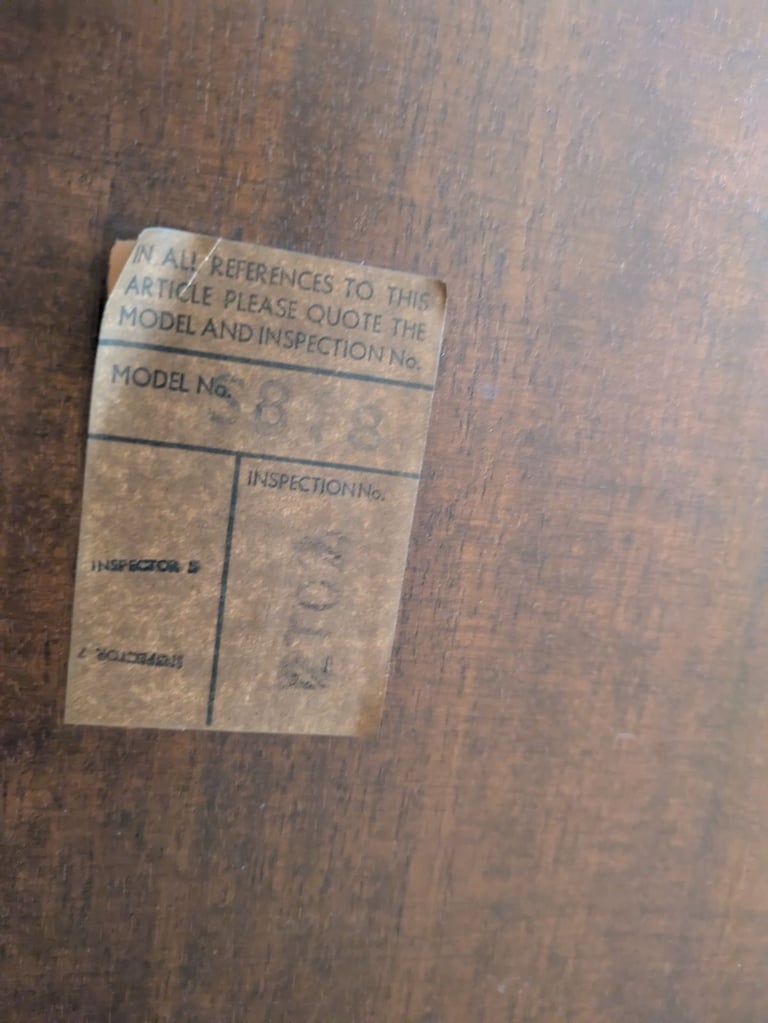 IN ALL REFERENCES TO THIS
ARTICLE PLEASE QUOTE THE
MODEL AND INSPECTION No.
MODEL No.
INSPECTION No.
INSPECTOR 5
INSPECTOR 7